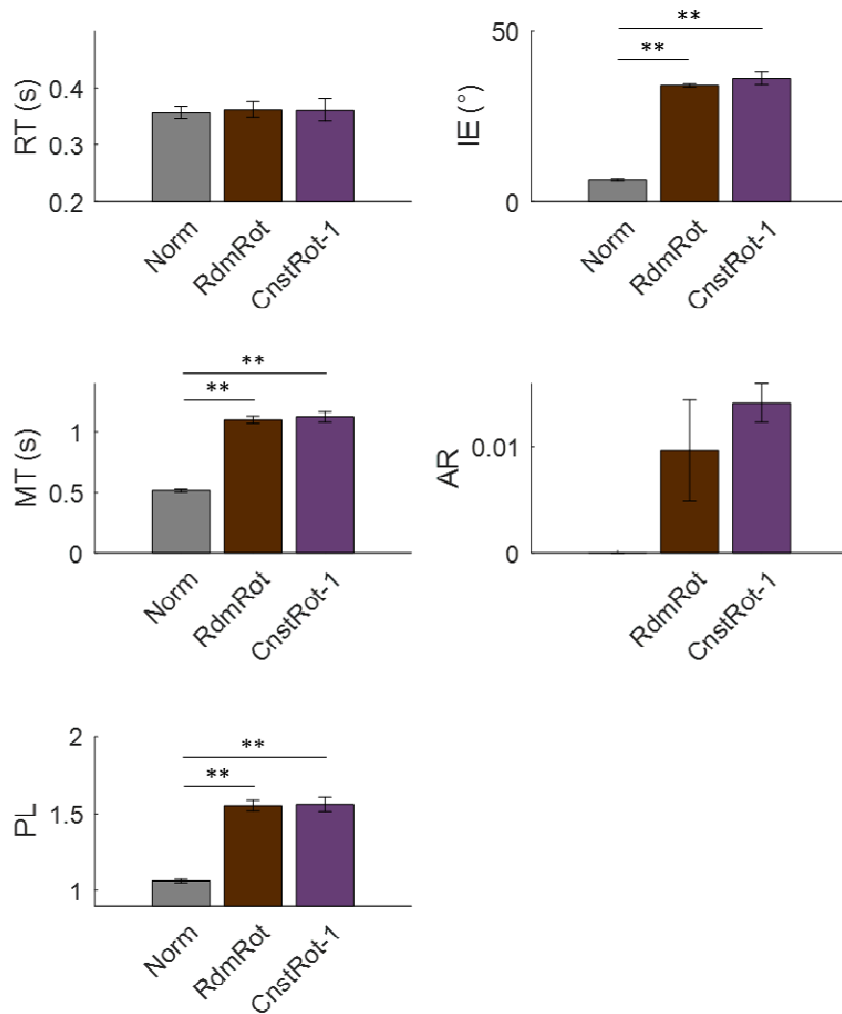 RT (s)
0.4
0.3
0.2
Norm
RdmRot
CnstRot-1
IE (°)
50
0
**
**
Norm
RdmRot
CnstRot-1
MT (s)
1
0.5
0
**
**
Norm
RdmRot
CnstRot-1
AR
0.01
0
RdmRot
CnstRot-1
PL
2
1.5
1
**
**
Norm
RdmRot
CnstRot-1